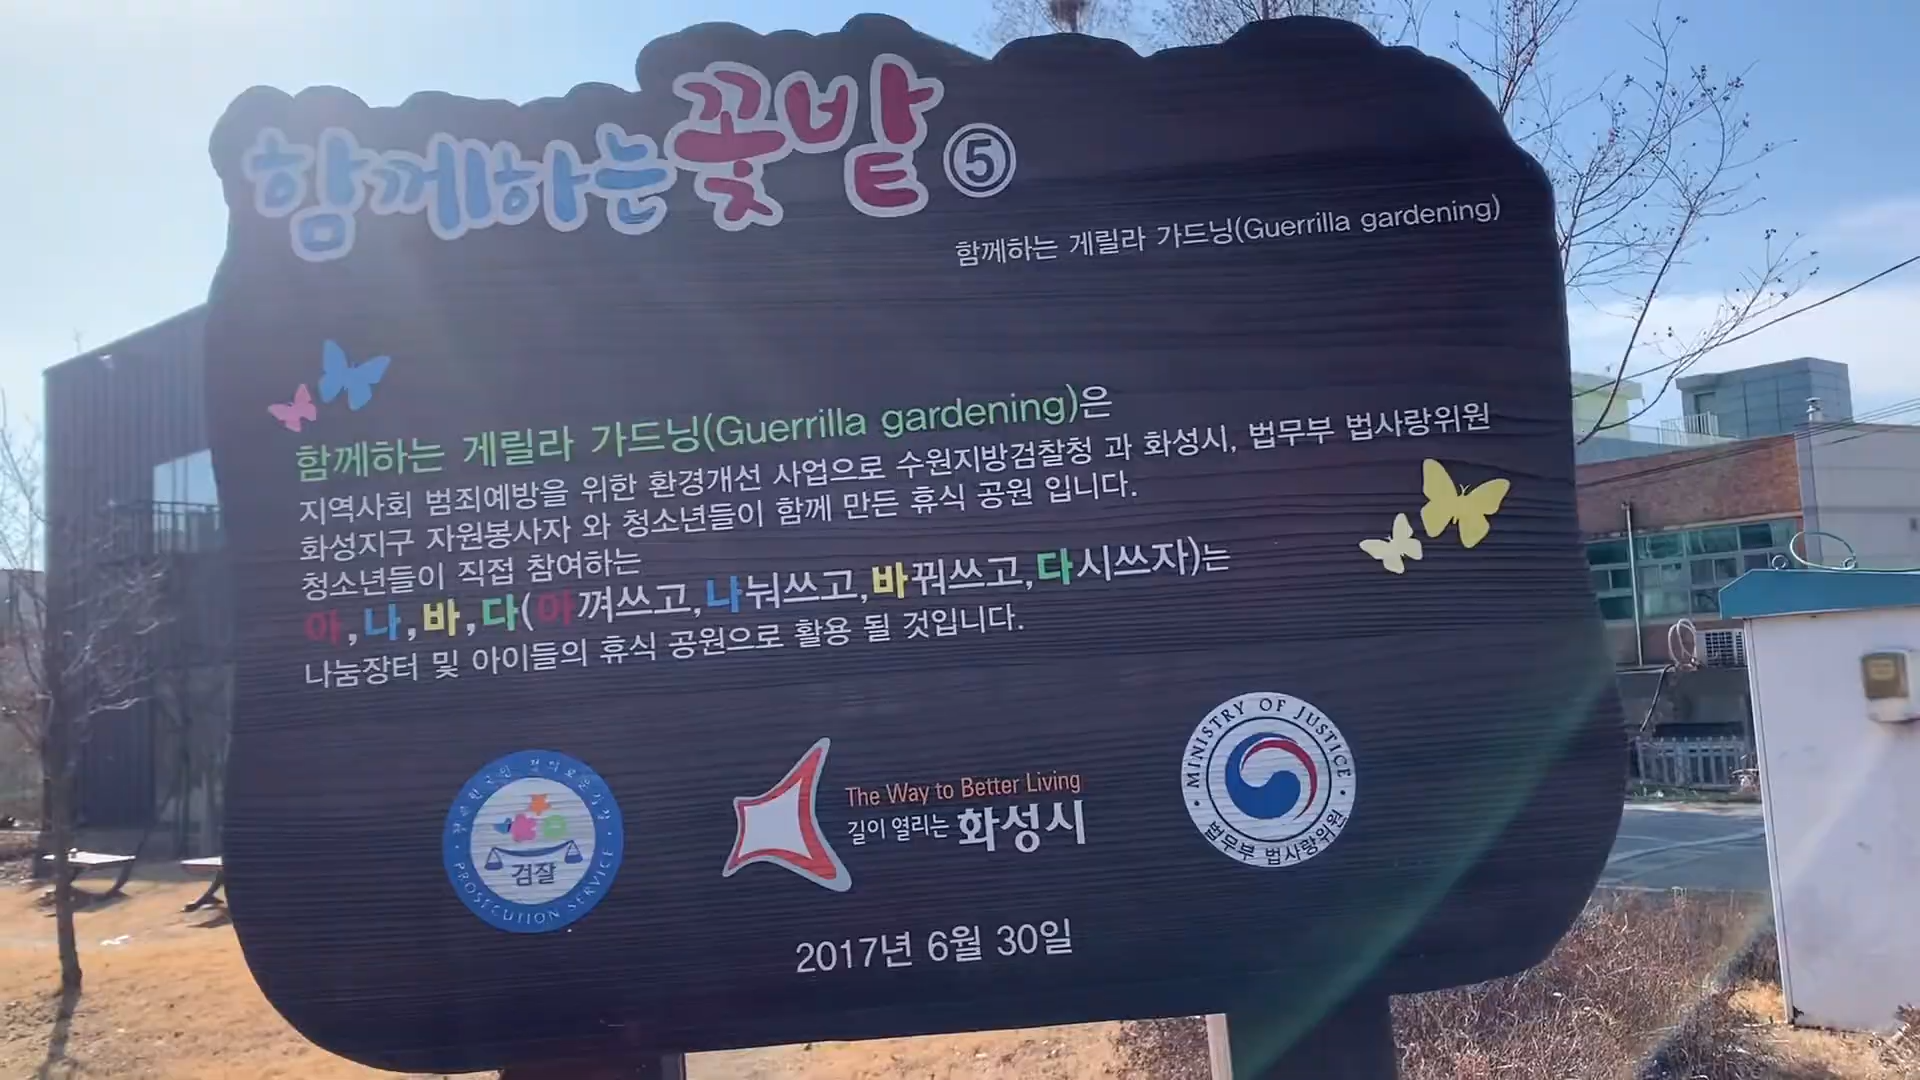 함께하는꽃밭⑤
함께하는 게릴라 가드닝(Guerrilla gardening)
함께하는 게릴라 가드닝(Guerrilla gardening)은
지역사회 범죄예방을 위한 환경개선 사업으로 수원지방검찰청 과 화성시, 법무부 법사랑위원
화성지구 자원봉사자 와 청소년들이 함께 만든 휴식 공원 입니다.
청소년들이 직접 참여하는
아,나,바,다(아껴쓰고,나눠쓰고,바꿔쓰고,다시쓰자)는
나눔장터 및 아이들의 휴식 공원으로 활용 될 것입니다.
검찰
PROSECUTION SERVICE
The Way to Better Living
길이 열리는 화성시
MINISTRY OF JUSTICE
법무부 법사랑위원
2017년 6월 30일